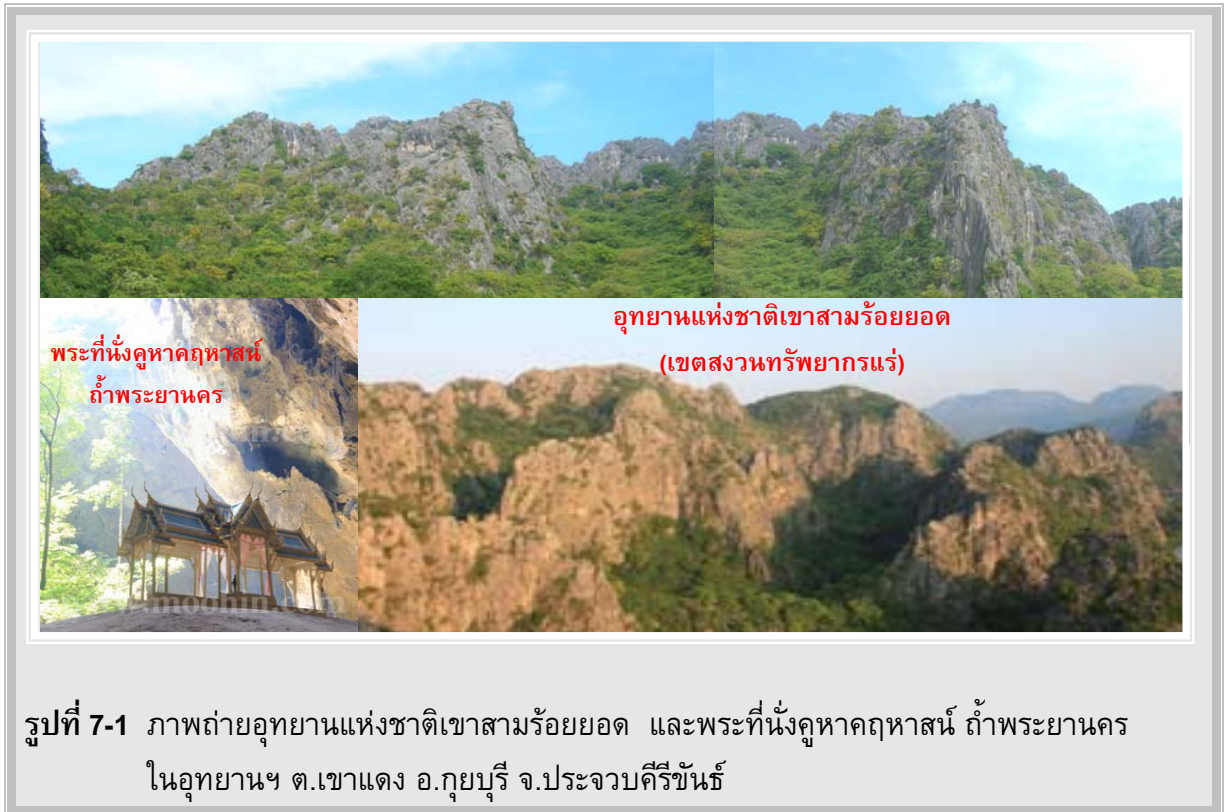 อุทยานแห่งชาติเขาสามร้อยยอด
(เขตสงวนทรัพยากรแร่)
พระที่นั่งคูหาคฤหาสน์
ถ้ำพระยานคร
moohin.com
รูปที่ 7-1 ภาพถ่ายอุทยานแห่งชาติเขาสามร้อยยอด และพระที่นั่งคูหาคฤหาสน์ ถ้ำพระยานคร
ในอุทยานฯ ต.เขาแดง อ.กุยบุรี จ.ประจวบคีรีขันธ์